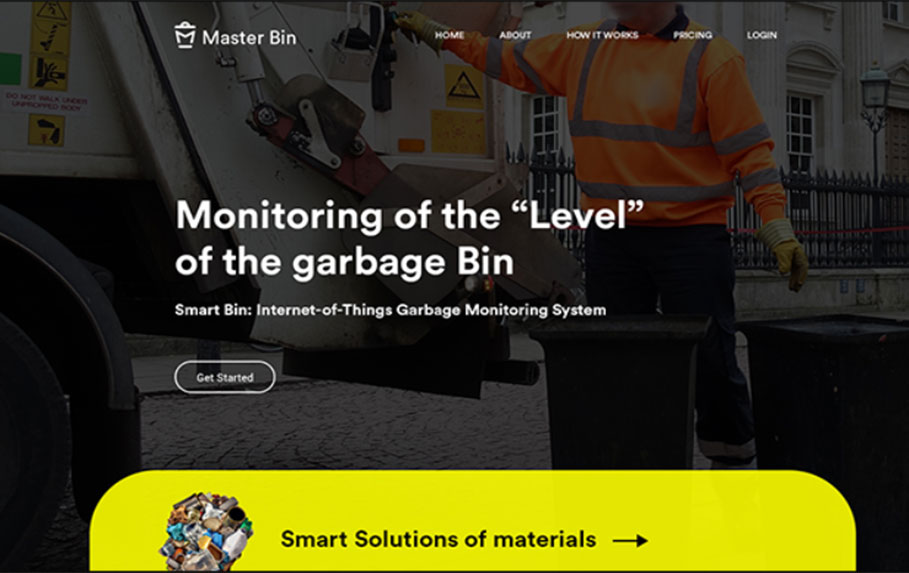 Master Bin
HOME ABOUT HOW IT WORKS PRICING LOGIN
DO NOT WALK UNDER
UNPROPPED BODY
Monitoring of the “Level”
of the garbage Bin
Smart Bin: Internet-of-Things Garbage Monitoring System
Get Started
Smart Solutions of materials